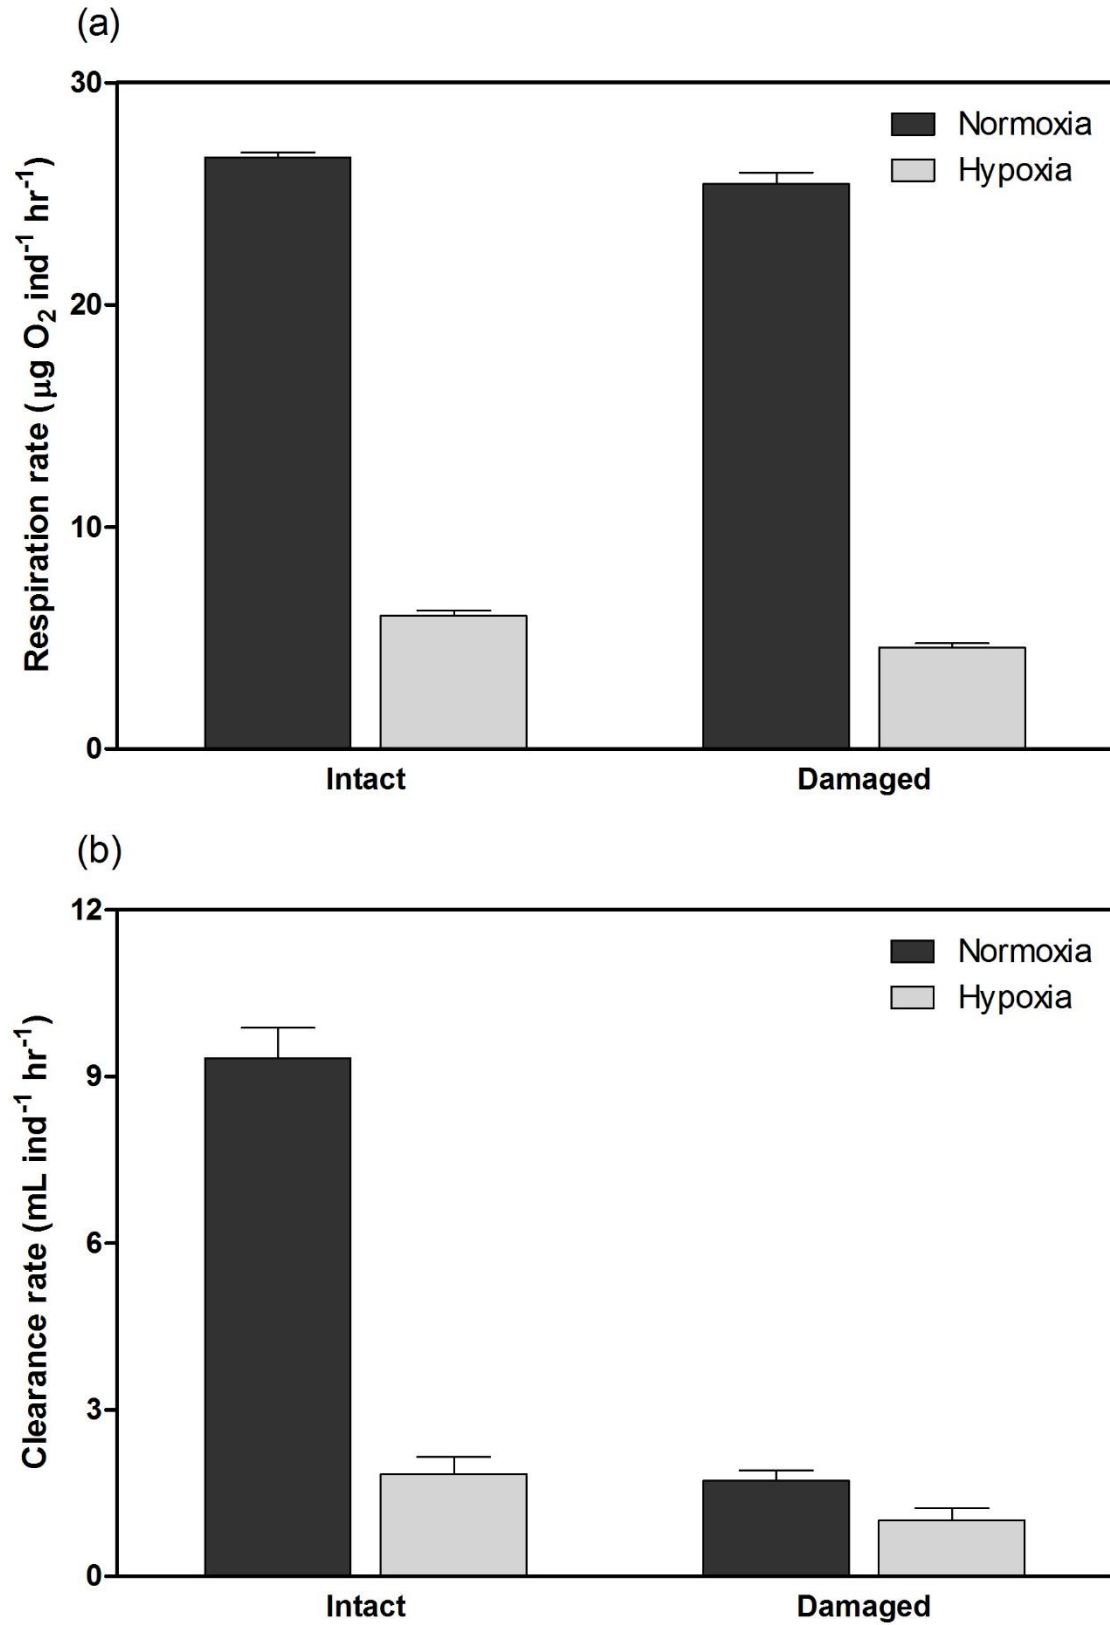 (a)
30
20
10
0
Respiration rate (µg O₂ ind⁻¹ hr⁻¹)
Normoxia
Hypoxia
Intact
Damaged
(b)
12
9
6
3
0
Clearance rate (mL ind⁻¹ hr⁻¹)
Normoxia
Hypoxia
Intact
Damaged